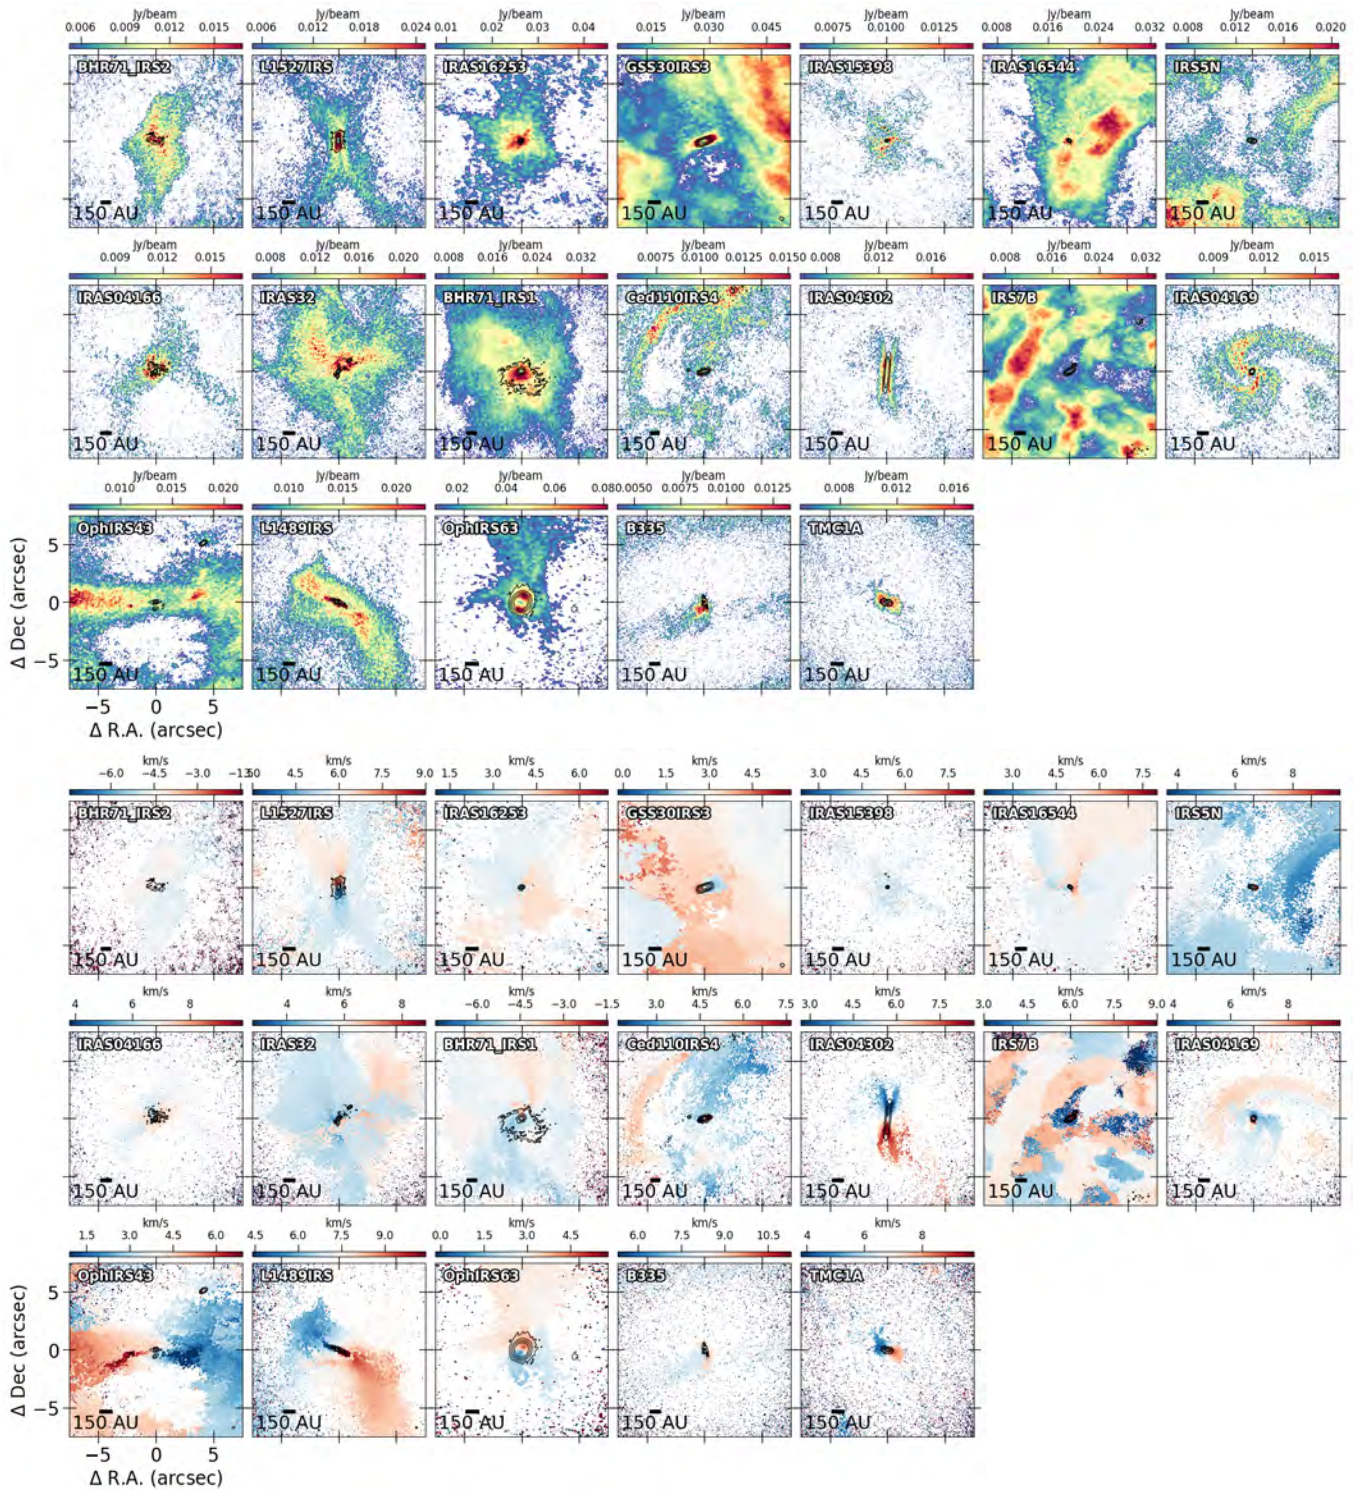 Jy/beam Jy/beam Jy/beam Jy/beam Jy/beam Jy/beam Jy/beam
0.006 0.009 0.012 0.015 0.006 0.012 0.018 0.024 0.01 0.02 0.03 0.04 0.015 0.030 0.045 0.0075 0.0100 0.0125 0.008 0.016 0.024 0.032 0.008 0.012 0.016 0.020
BHR71_IRS2 L1527IRS IRAS16253 GSS30IRS3 IRAS15398 IRAS16544 IRS5N
150 AU 150 AU 150 AU 150 AU 150 AU 150 AU 150 AU
Jy/beam Jy/beam Jy/beam Jy/beam Jy/beam Jy/beam Jy/beam
0.009 0.012 0.015 0.008 0.012 0.016 0.020 0.008 0.016 0.024 0.032 0.0075 0.0100 0.0125 0.0150 0.008 0.012 0.016 0.008 0.016 0.024 0.032 0.009 0.012 0.015
IRAS04166 IRAS32 BHR71_IRS1 Ced110IRS4 IRAS04302 IRS7B IRAS04169
150 AU 150 AU 150 AU 150 AU 150 AU 150 AU 150 AU
Jy/beam Jy/beam Jy/beam Jy/beam Jy/beam
0.010 0.015 0.020 0.010 0.015 0.020 0.02 0.04 0.06 0.08 0.0050 0.0075 0.0100 0.0125 0.008 0.012 0.016
OphIRS43 L1489IRS OphIRS63 B335 TMC1A
5
0
−5
Δ Dec (arcsec)
150 AU 150 AU 150 AU 150 AU 150 AU
−5 0 5
Δ R.A. (arcsec)
km/s km/s km/s km/s km/s km/s km/s
−6.0 −4.5 −3.0 4.5 6.0 7.5 9.0 1.5 3.0 4.5 6.0 0.0 1.5 3.0 4.5 4 6 8 3.0 4.5 6.0 7.5 4 6 8
BHR71_IRS2 L1527IRS IRAS16253 GSS30IRS3 IRAS15398 IRAS16544 IRS5N
150 AU 150 AU 150 AU 150 AU 150 AU 150 AU 150 AU
km/s km/s km/s km/s km/s km/s km/s
4 6 8 4 6 8 −6.0 −4.5 −3.0 −1.5 3.0 4.5 6.0 7.5 3.0 4.5 6.0 7.5 3.0 4.5 6.0 7.5 9.0 4 6 8
IRAS04166 IRAS32 BHR71_IRS1 Ced110IRS4 IRAS04302 IRS7B IRAS04169
150 AU 150 AU 150 AU 150 AU 150 AU 150 AU 150 AU
km/s km/s km/s km/s km/s
1.5 3.0 4.5 6.0 4.5 6.0 7.5 9.0 0.0 1.5 3.0 4.5 6.0 7.5 9.0 10.5 4 6 8
OphIRS43 L1489IRS OphIRS63 B335 TMC1A
5
0
−5
Δ Dec (arcsec)
150 AU 150 AU 150 AU 150 AU 150 AU
−5 0 5
Δ R.A. (arcsec)